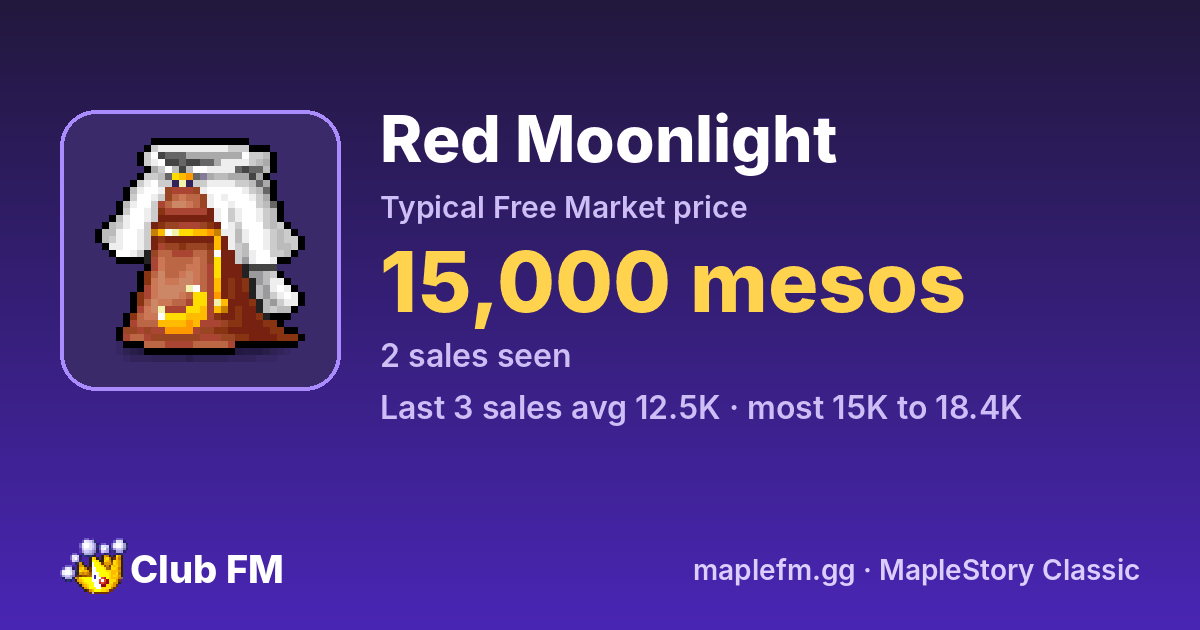 Red Moonlight
Typical Free Market price
15,000 mesos
2 sales seen
Last 3 sales avg 12.5K · most 15K to 18.4K
Club FM
maplefm.gg · MapleStory Classic